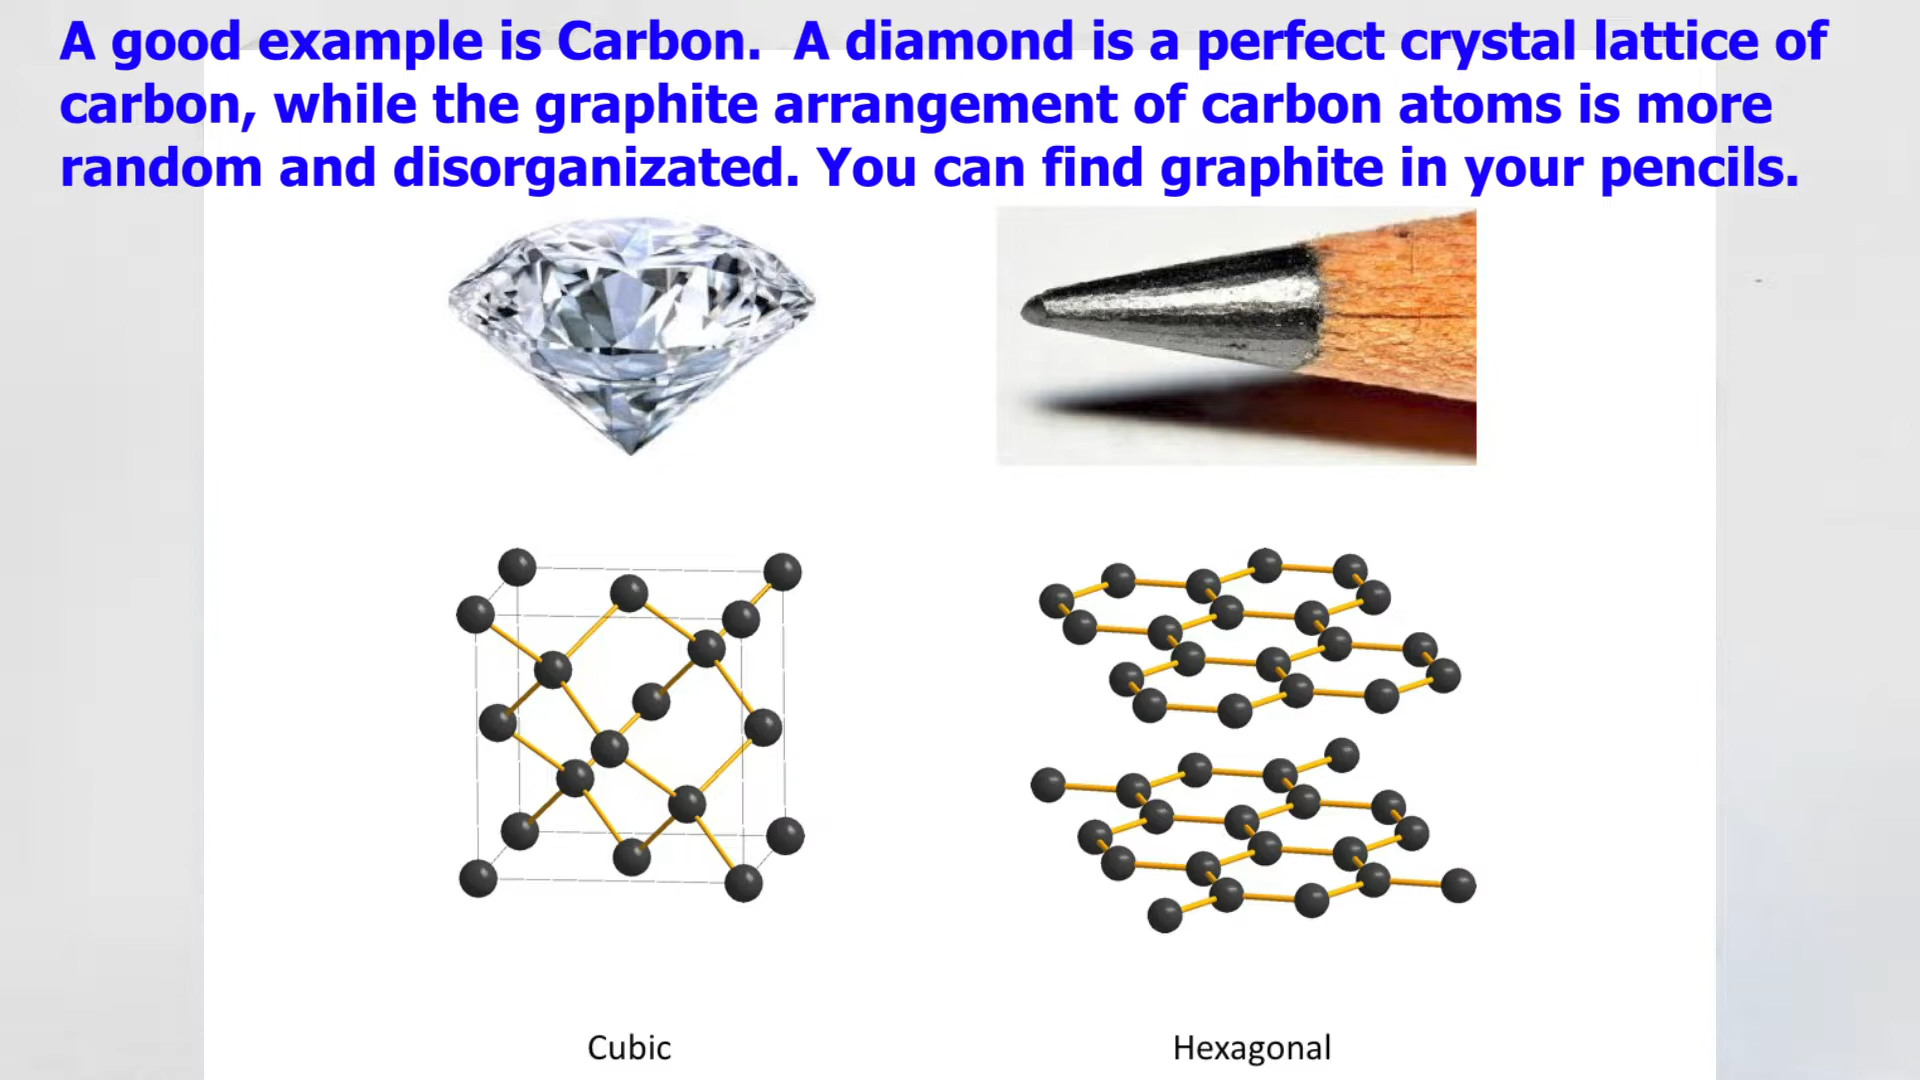 A good example is Carbon.  A diamond is a perfect crystal lattice of
carbon, while the graphite arrangement of carbon atoms is more
random and disorganizated. You can find graphite in your pencils.
Cubic
Hexagonal